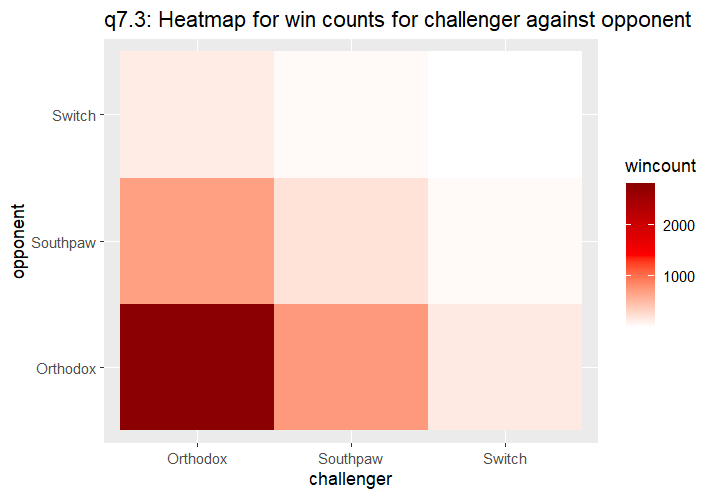 q7.3: Heatmap for win counts for challenger against opponent
Switch
Southpaw
Orthodox
opponent
Orthodox
Southpaw
Switch
challenger
wincount
2000
1000